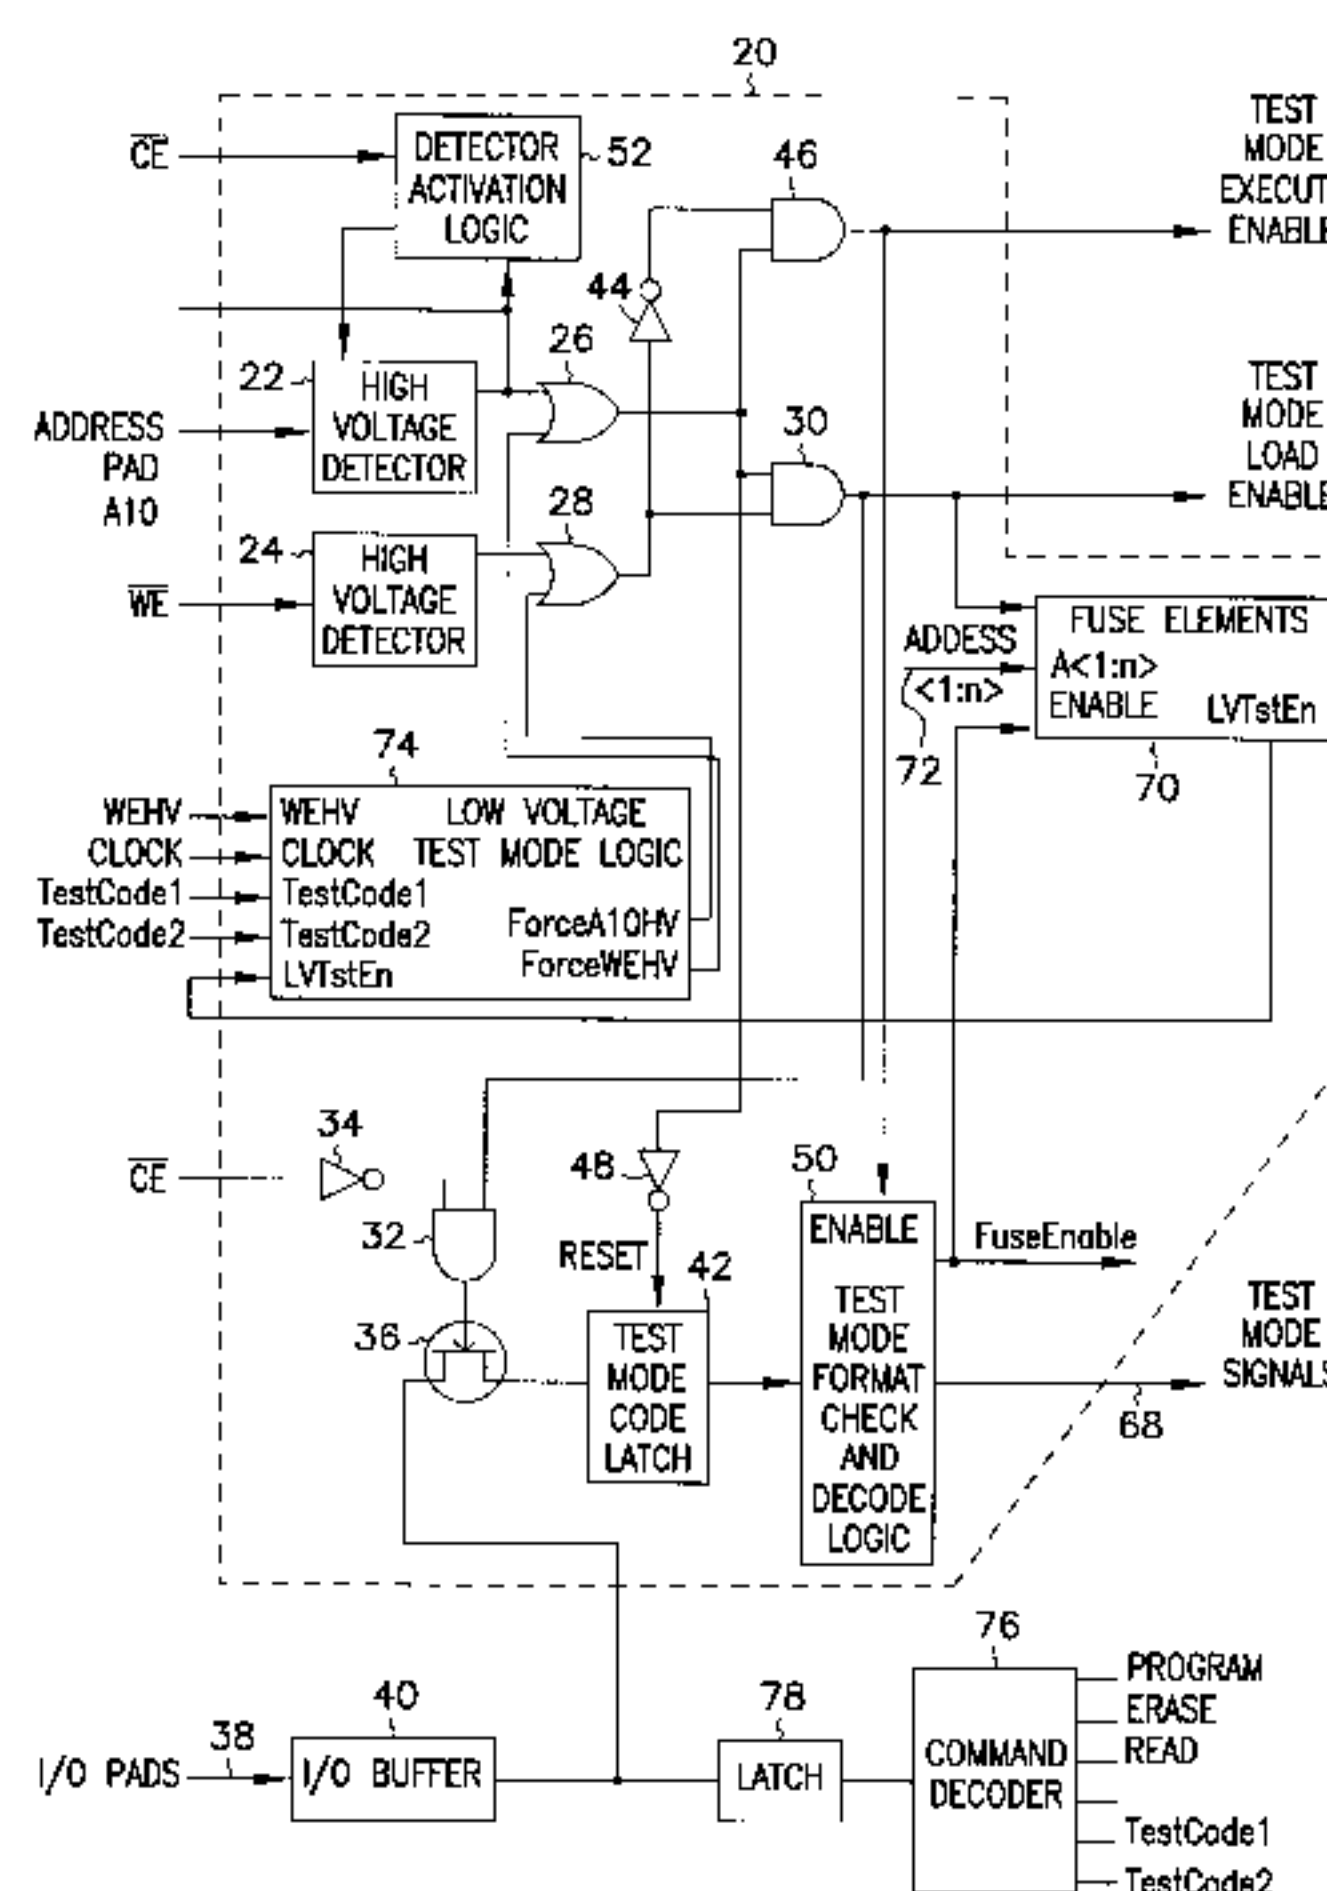 20
CE
DETECTOR
ACTIVATION
LOGIC
52
46
TEST
MODE
EXECUT
ENABLE
44
26
22
HIGH
VOLTAGE
DETECTOR
ADDRESS
PAD
A10
30
TEST
MODE
LOAD
ENABLE
28
24
HIGH
VOLTAGE
DETECTOR
WE
FUSE ELEMENTS
A<1:n>
ENABLE
LVTstEn
ADDESS
<1:n>
72
70
74
WEHV
CLOCK
TestCode1
TestCode2
WEHV
CLOCK
TestCode1
TestCode2
LVTstEn
LOW VOLTAGE
TEST MODE LOGIC
ForceA10HV
ForceWEHV
34
CE
32
48
RESET
50
ENABLE
TEST
MODE
FORMAT
CHECK
AND
DECODE
LOGIC
FuseEnable
36
42
TEST
MODE
CODE
LATCH
TEST
MODE
SIGNALS
68
76
PROGRAM
ERASE
READ
TestCode1
TestCode2
COMMAND
DECODER
78
LATCH
40
I/O BUFFER
38
I/O PADS